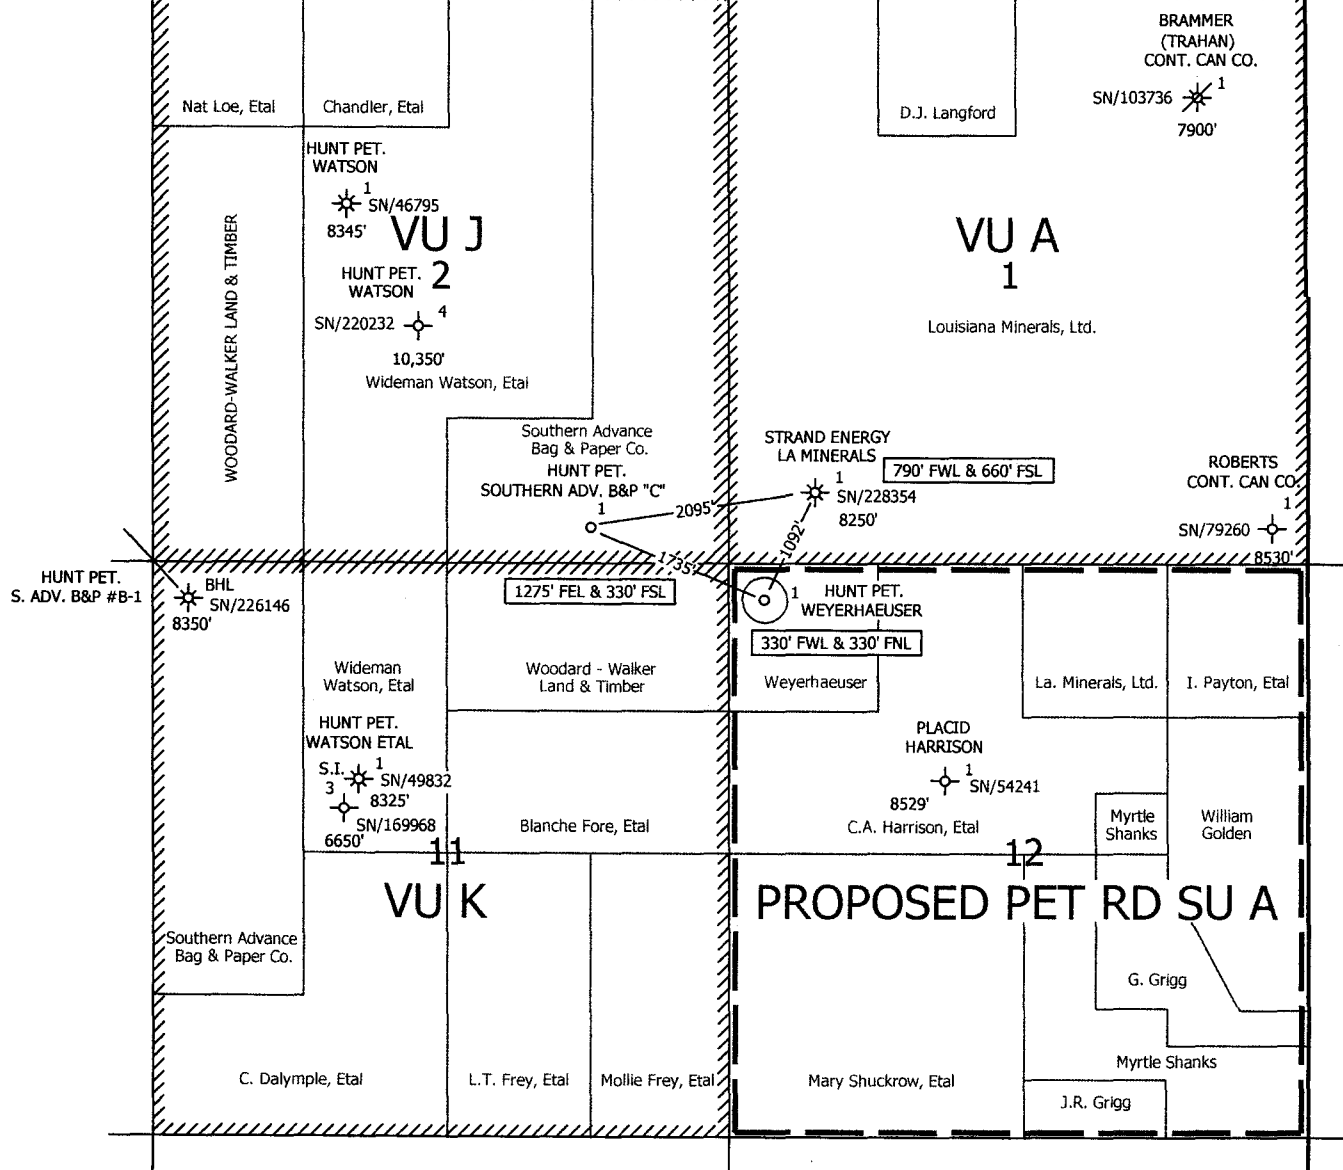 BRAMMER
(TRAHAN)
CONT. CAN CO.
SN/103736
1
7900'
Nat Loe, Etal
Chandler, Etal
D.J. Langford
HUNT PET.
WATSON
1
SN/46795
8345'
VU J
2
HUNT PET.
WATSON
SN/220232
4
10,350'
Wideman Watson, Etal
WOODARD-WALKER LAND & TIMBER
VU A
1
Louisiana Minerals, Ltd.
Southern Advance
Bag & Paper Co.
HUNT PET.
SOUTHERN ADV. B&P "C"
1
STRAND ENERGY
LA MINERALS
790' FWL & 660' FSL
1
SN/228354
8250'
2095'
1092'
1735'
ROBERTS
CONT. CAN CO.
1
SN/79260
8530'
HUNT PET.
S. ADV. B&P #B-1
BHL
SN/226146
8350'
1275' FEL & 330' FSL
1
HUNT PET.
WEYERHAEUSER
330' FWL & 330' FNL
Wideman
Watson, Etal
Woodard - Walker
Land & Timber
Weyerhaeuser
La. Minerals, Ltd.
I. Payton, Etal
HUNT PET.
WATSON ETAL
S.I.
1
SN/49832
8325'
3
SN/169968
6650'
PLACID
HARRISON
1
SN/54241
8529'
Blanche Fore, Etal
C.A. Harrison, Etal
Myrtle
Shanks
William
Golden
11
VU K
12
PROPOSED PET RD SU A
Southern Advance
Bag & Paper Co.
G. Grigg
C. Dalymple, Etal
L.T. Frey, Etal
Mollie Frey, Etal
Mary Shuckrow, Etal
Myrtle Shanks
J.R. Grigg